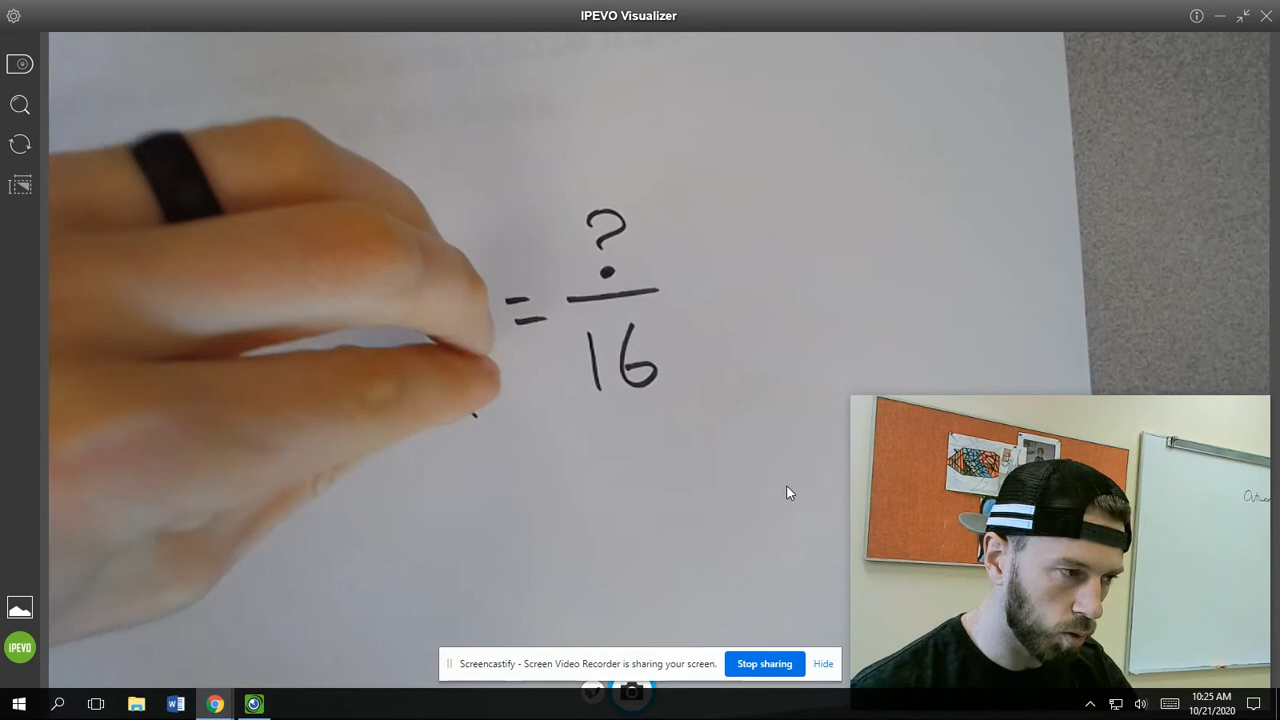 IPEVO Visualizer
= ?/16
IPEVO
Screencastify - Screen Video Recorder is sharing your screen.
Stop sharing
Hide
10:25 AM
10/21/2020